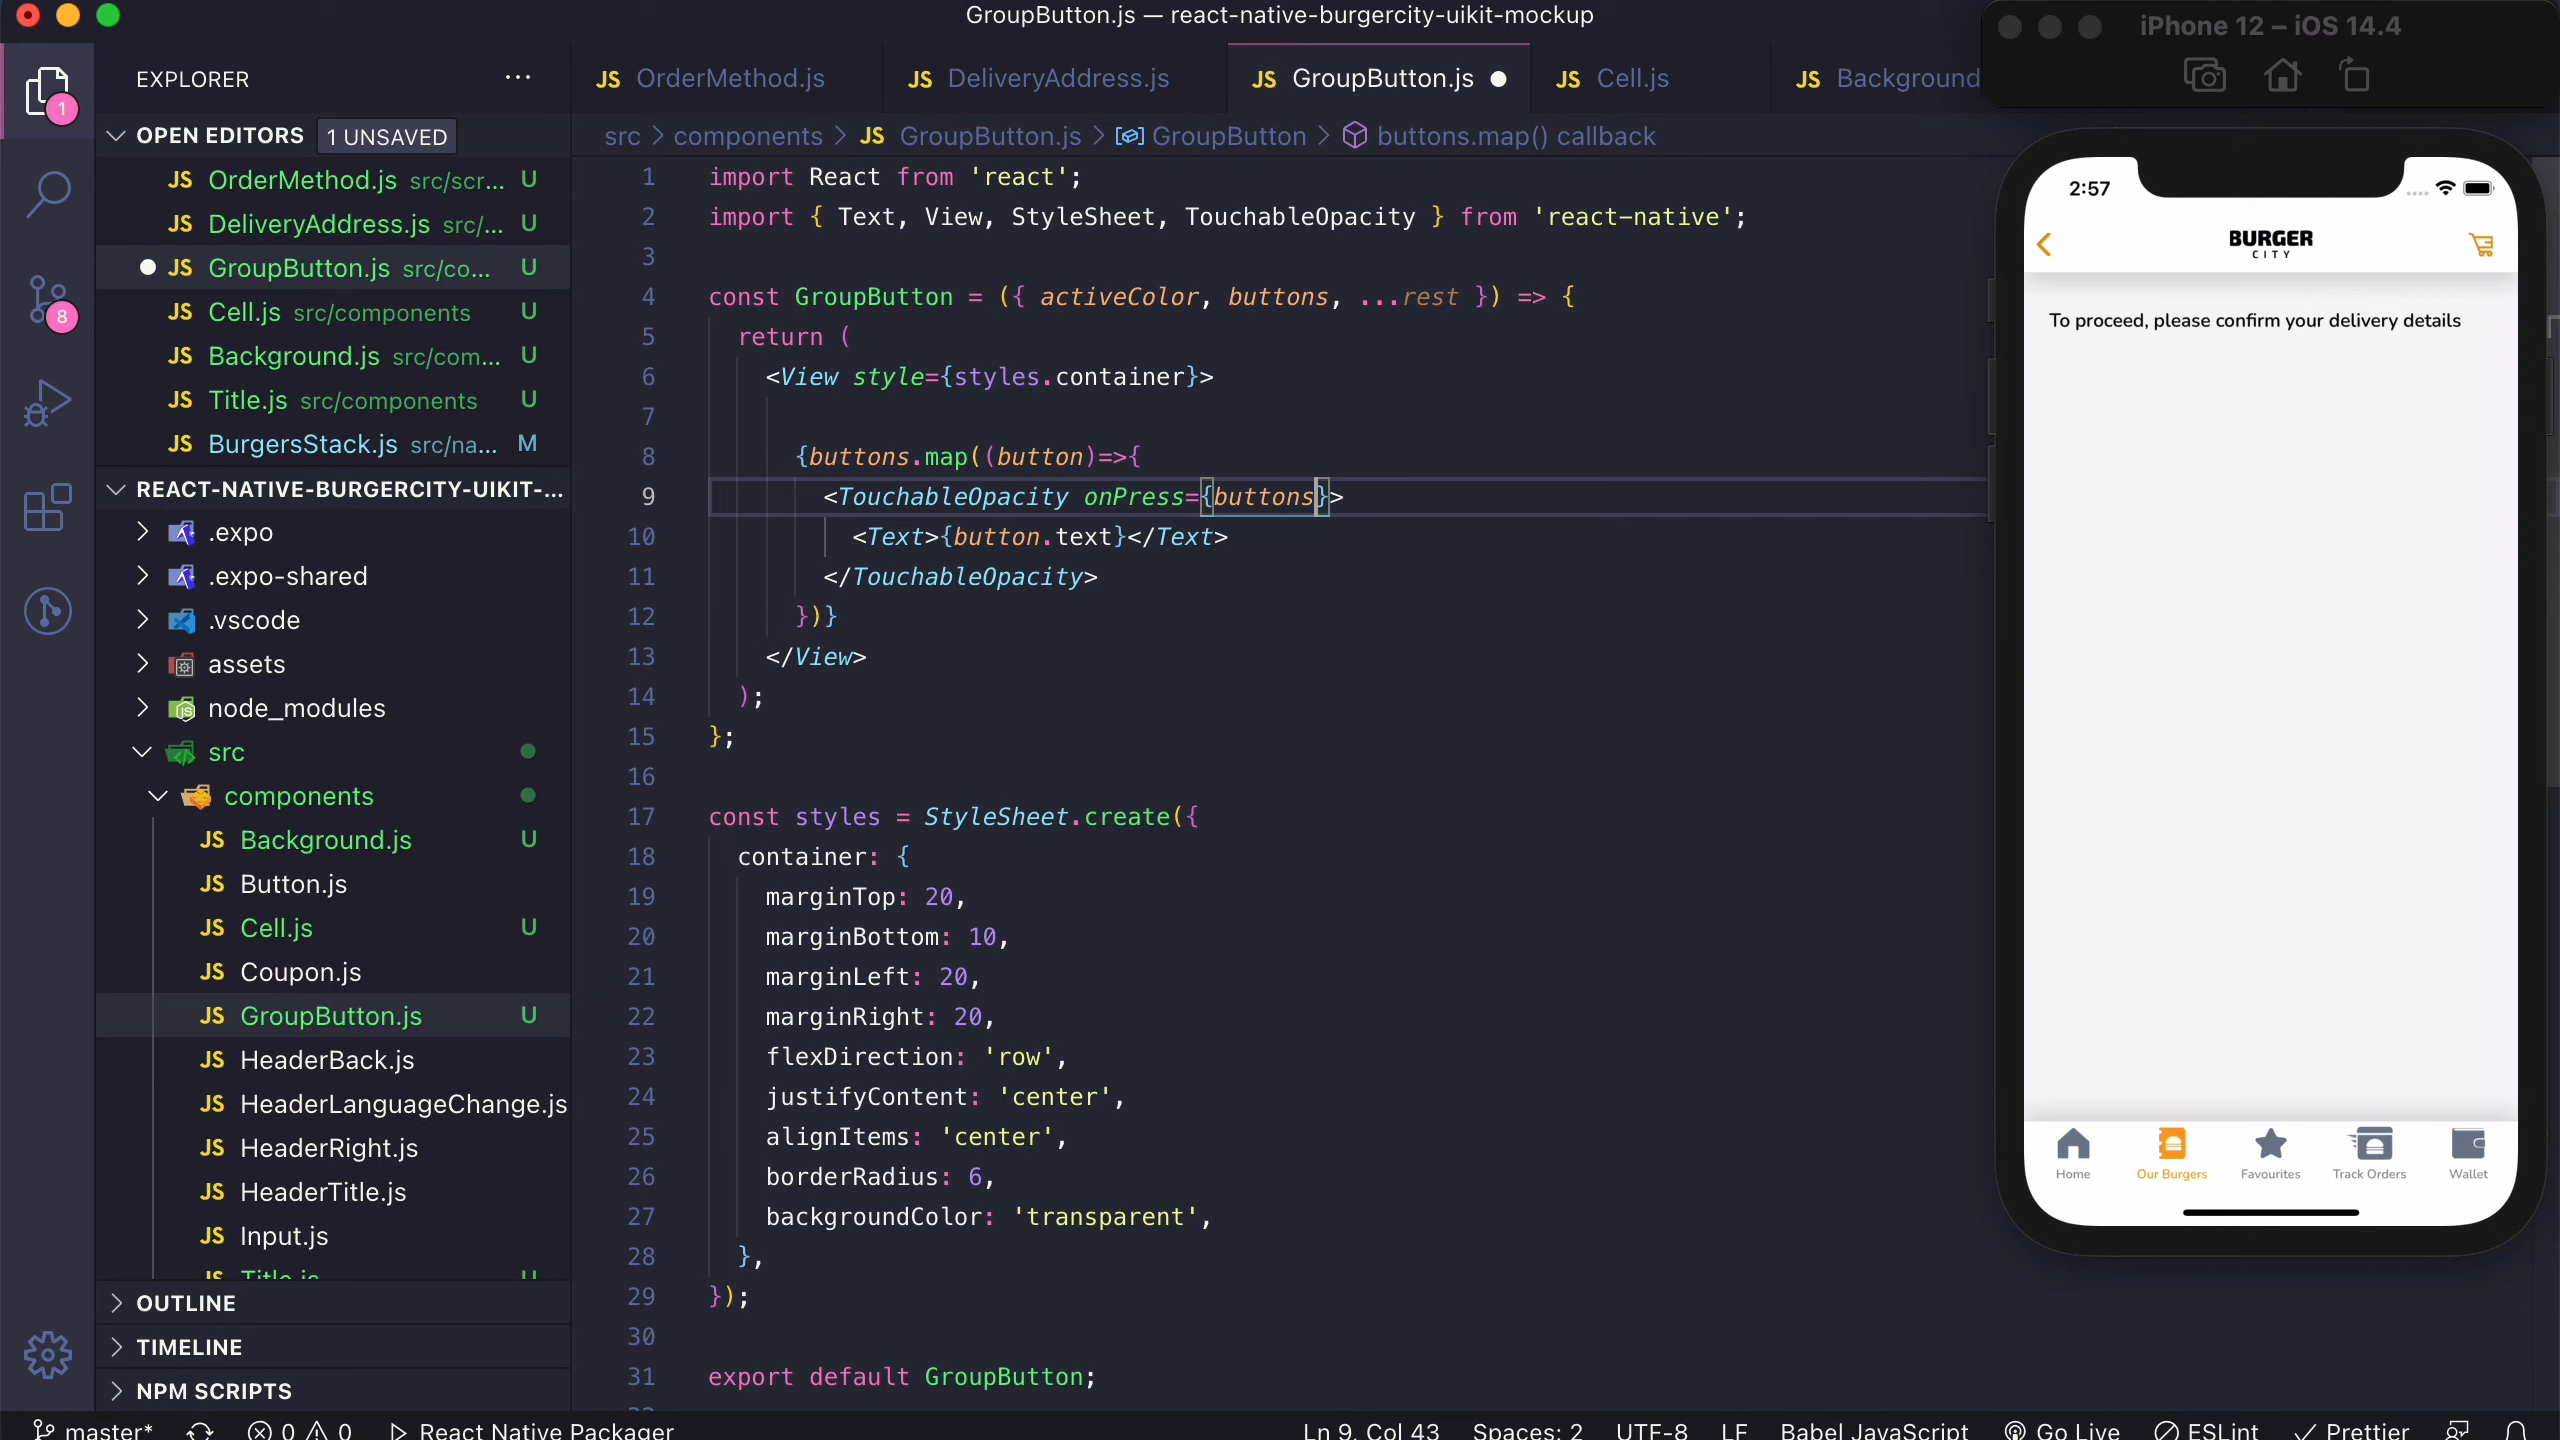 GroupButton.js — react-native-burgercity-uikit-mockup
EXPLORER
OPEN EDITORS 1 UNSAVED
JS OrderMethod.js src/scr... U
JS DeliveryAddress.js src/... U
JS GroupButton.js src/co... U
JS Cell.js src/components U
JS Background.js src/com... U
JS Title.js src/components U
JS BurgersStack.js src/na... M
REACT-NATIVE-BURGERCITY-UIKIT-...
.expo
.expo-shared
.vscode
assets
node_modules
src
components
JS Background.js U
JS Button.js
JS Cell.js U
JS Coupon.js
JS GroupButton.js U
JS HeaderBack.js
JS HeaderLanguageChange.js
JS HeaderRight.js
JS HeaderTitle.js
JS Input.js
JS Title.js U
OUTLINE
TIMELINE
NPM SCRIPTS
1
8
JS OrderMethod.js JS DeliveryAddress.js JS GroupButton.js JS Cell.js JS Background
src > components > JS GroupButton.js > GroupButton > buttons.map() callback
1 import React from 'react';
2 import { Text, View, StyleSheet, TouchableOpacity } from 'react-native';
3
4 const GroupButton = ({ activeColor, buttons, ...rest }) => {
5 return (
6 <View style={styles.container}>
7
8 {buttons.map((button)=>{
9 <TouchableOpacity onPress={buttons}>
10 <Text>{button.text}</Text>
11 </TouchableOpacity>
12 })}
13 </View>
14 );
15 };
16
17 const styles = StyleSheet.create({
18 container: {
19 marginTop: 20,
20 marginBottom: 10,
21 marginLeft: 20,
22 marginRight: 20,
23 flexDirection: 'row',
24 justifyContent: 'center',
25 alignItems: 'center',
26 borderRadius: 6,
27 backgroundColor: 'transparent',
28 },
29 });
30
31 export default GroupButton;
iPhone 12 – iOS 14.4
2:57
BURGER
CITY
To proceed, please confirm your delivery details
Home Our Burgers Favourites Track Orders Wallet
master* 0 0 React Native Packager Ln 9, Col 43 Spaces: 2 UTF-8 LF Babel JavaScript Go Live ESLint Prettier